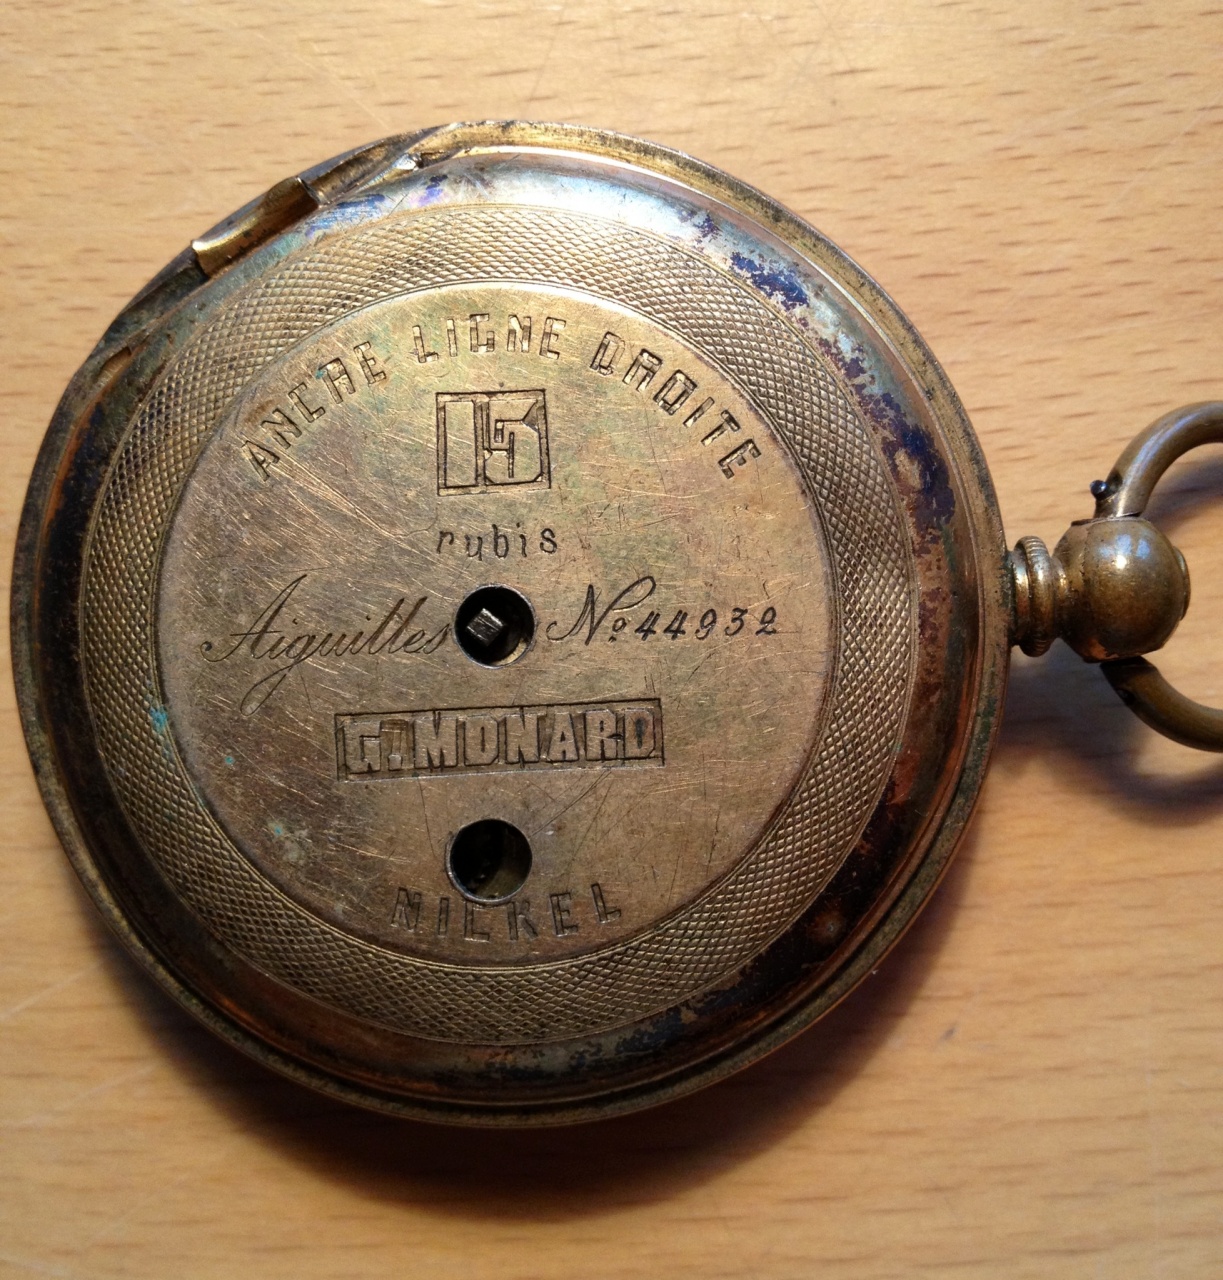 ANCRE LIGNE DROITE
15
rubis
Aiguilles No 44932
G. MONARD
NICKEL